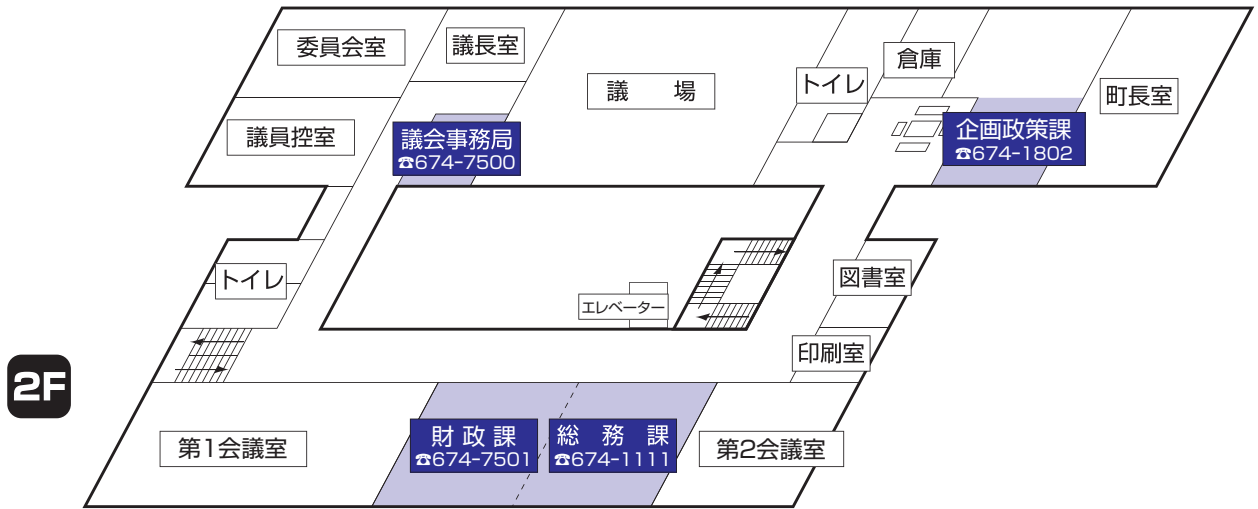 委員会室
議長室
議　場
トイレ
倉庫
町長室
議員控室
議会事務局
☎674-7500
企画政策課
☎674-1802
トイレ
エレベーター
図書室
印刷室
2F
第1会議室
財政課
☎674-7501
総務課
☎674-1111
第2会議室